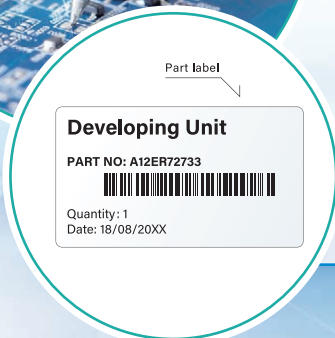 Part label
Developing Unit
PART NO: A12ER72733
Quantity: 1
Date: 18/08/20XX